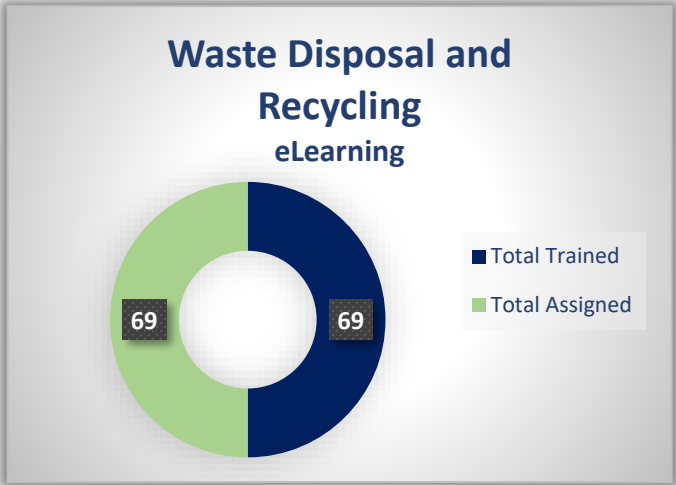 Waste Disposal and
Recycling
eLearning
Total Trained
69
69
Total Assigned